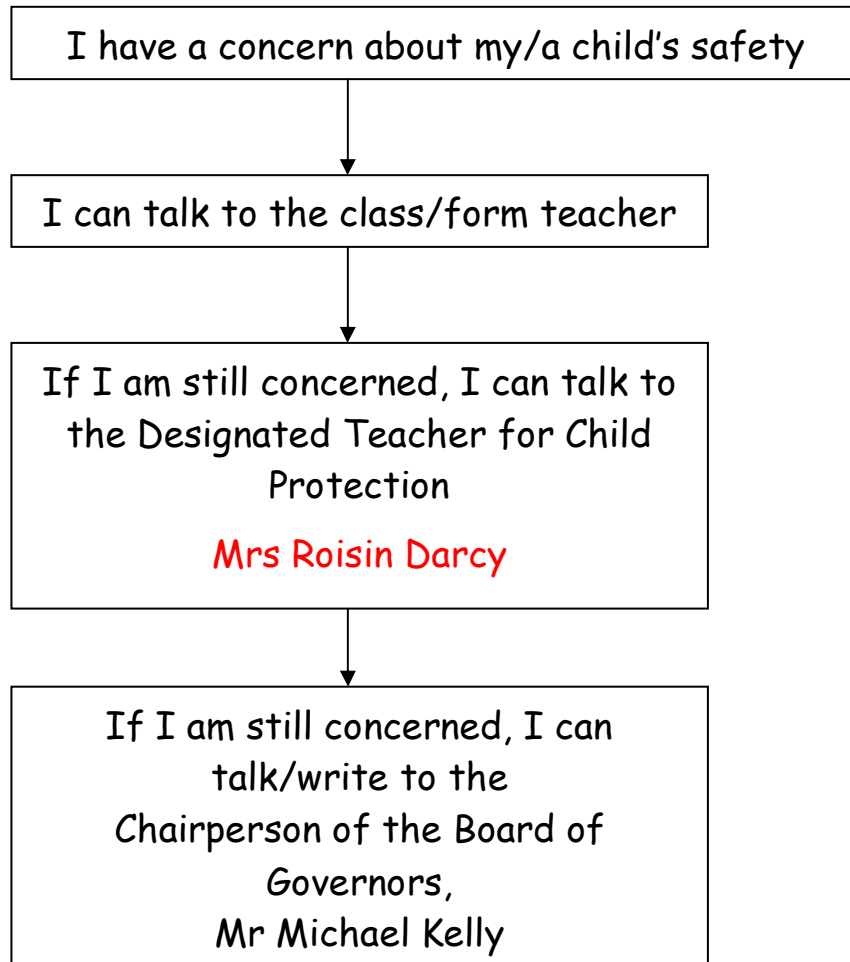 I have a concern about my/a child's safety
I can talk to the class/form teacher
If I am still concerned, I can talk to
the Designated Teacher for Child
Protection
Mrs Roisin Darcy
If I am still concerned, I can
talk/write to the
Chairperson of the Board of
Governors,
Mr Michael Kelly